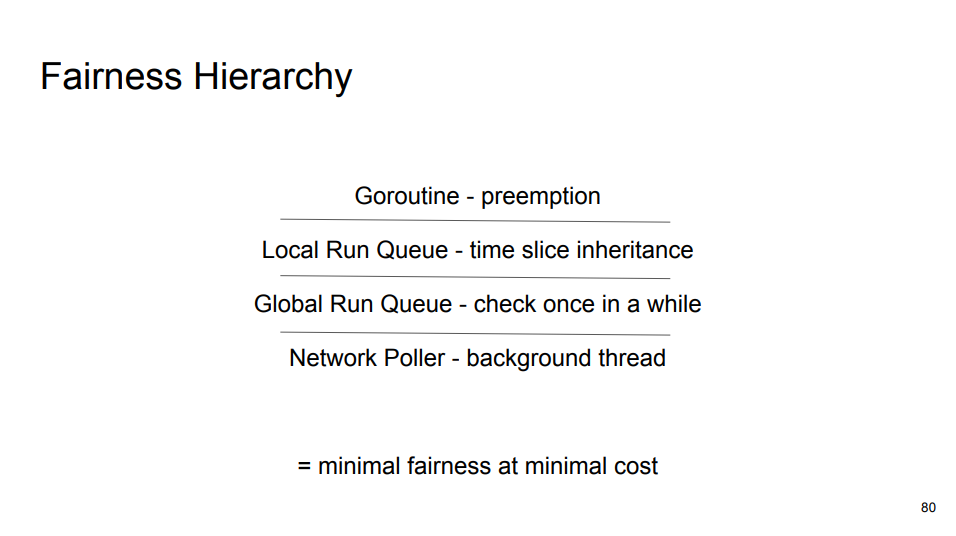 Fairness Hierarchy
Goroutine - preemption
Local Run Queue - time slice inheritance
Global Run Queue - check once in a while
Network Poller - background thread
= minimal fairness at minimal cost
80